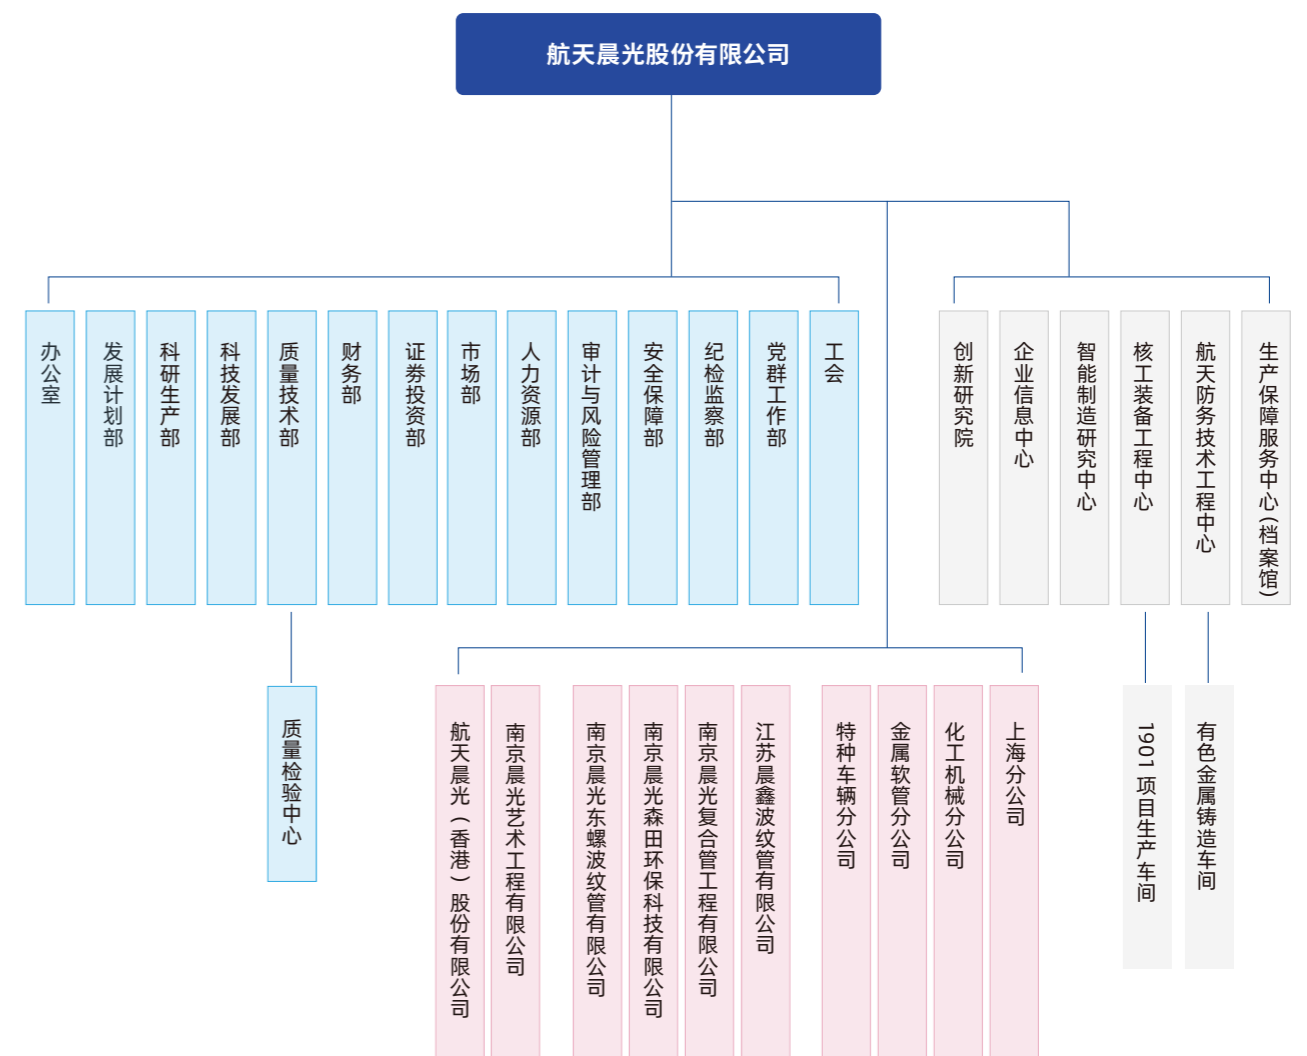 航天晨光股份有限公司
办公室
发展计划部
科研生产部
科技发展部
质量技术部
财务部
证券投资部
市场部
人力资源部
审计与风险管理部
安全保障部
纪检监察部
党群工作部
工会
创新研究院
企业信息中心
智能制造研究中心
核工装备工程中心
航天防务技术工程中心
生产保障服务中心(档案馆)
质量检验中心
航天晨光（香港）股份有限公司
南京晨光艺术工程有限公司
南京晨光东螺波纹管有限公司
南京晨光森田环保科技有限公司
南京晨光复合管工程有限公司
江苏晨鑫波纹管有限公司
特种车辆分公司
金属软管分公司
化工机械分公司
上海分公司
1901 项目生产车间
有色金属铸造车间